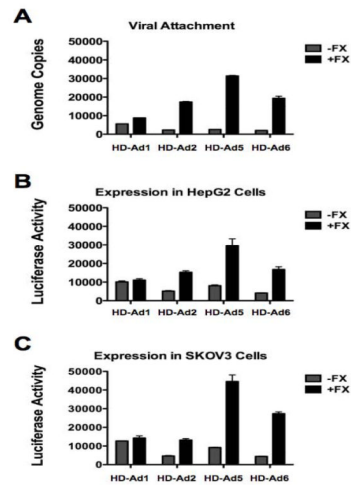 A
Viral Attachment
Genome Copies
50000
40000
30000
20000
10000
0
HD-Ad1 HD-Ad2 HD-Ad5 HD-Ad6
-FX
+FX
B
Expression in HepG2 Cells
Luciferase Activity
50000
40000
30000
20000
10000
0
HD-Ad1 HD-Ad2 HD-Ad5 HD-Ad6
-FX
+FX
C
Expression in SKOV3 Cells
Luciferase Activity
50000
40000
30000
20000
10000
0
HD-Ad1 HD-Ad2 HD-Ad5 HD-Ad6
-FX
+FX